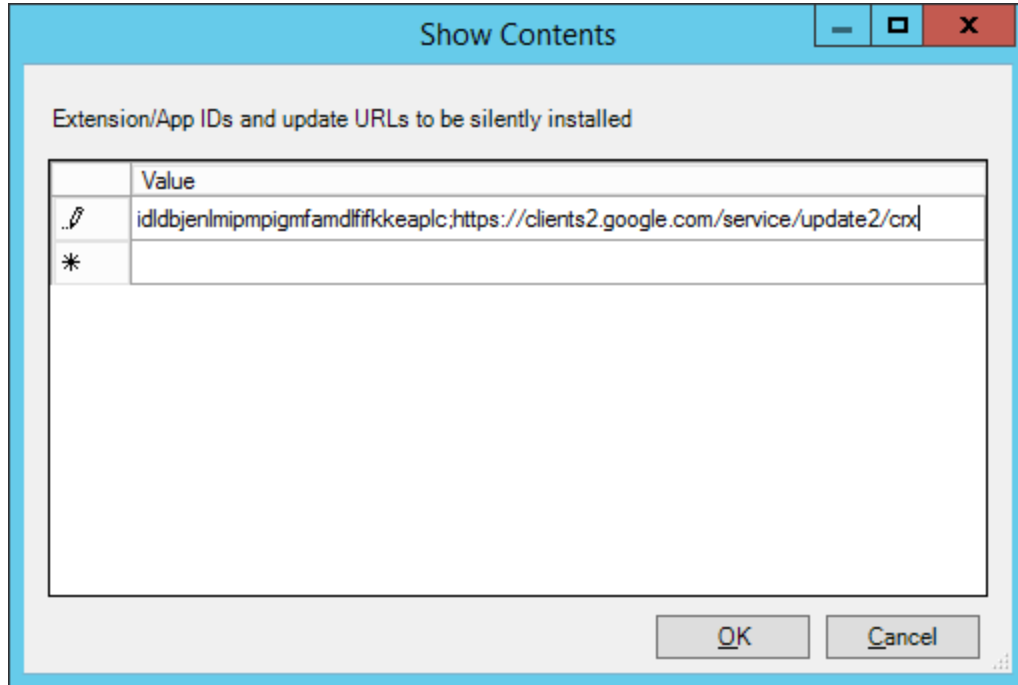 Show Contents
Extension/App IDs and update URLs to be silently installed
Value
idldbjenlmipmpigmfamdlfifkkeaplc;https://clients2.google.com/service/update2/crx
OK
Cancel